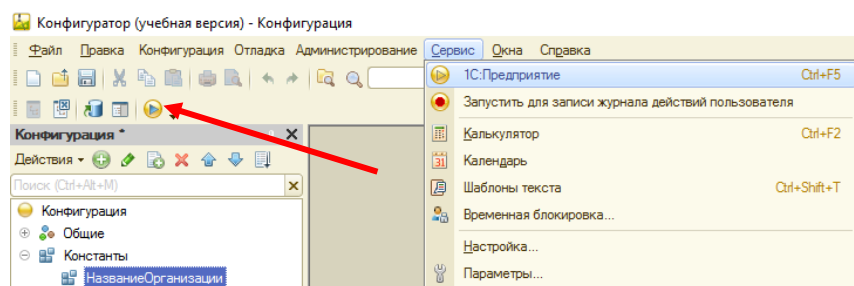 Конфигуратор (учебная версия) - Конфигурация
Файл Правка Конфигурация Отладка Администрирование Сервис Окна Справка
1С:Предприятие Ctrl+F5
Запустить для записи журнала действий пользователя
Конфигурация *
Калькулятор Ctrl+F2
Действия
31 Календарь
Поиск (Ctrl+Alt+M)
Шаблоны текста Ctrl+Shift+T
Конфигурация
Временная блокировка...
Общие
Константы
Настройка...
НазваниеОрганизации
Параметры...